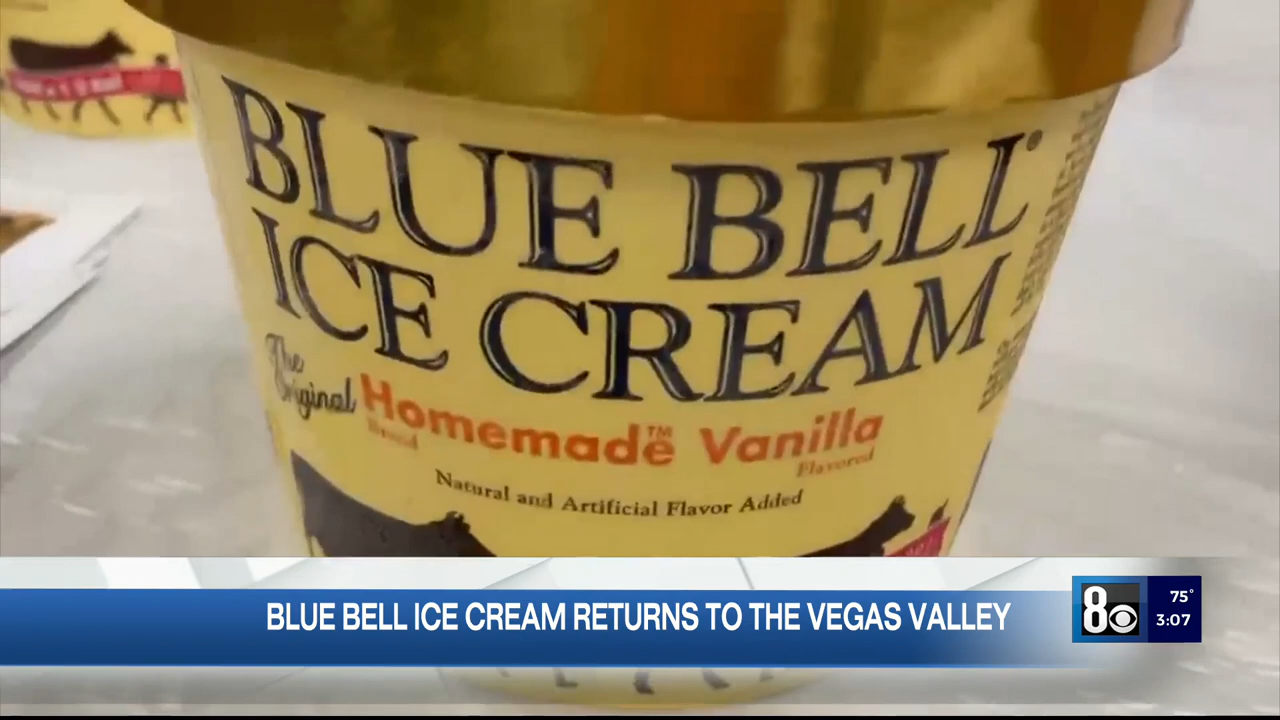 BLUE BELL®
ICE CREAM
The
Original Homemade™ Vanilla
Brand
Flavored
Natural and Artificial Flavor Added
BLUE BELL ICE CREAM RETURNS TO THE VEGAS VALLEY
8
75°
3:07